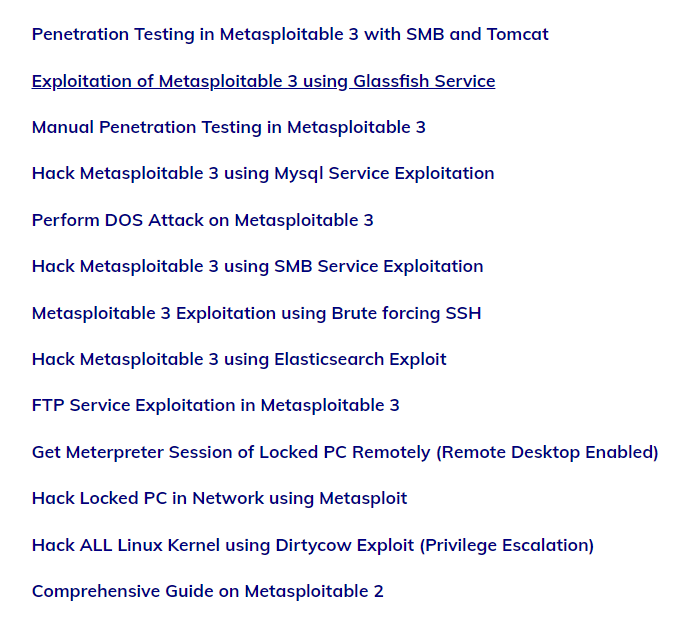 Penetration Testing in Metasploitable 3 with SMB and Tomcat
Exploitation of Metasploitable 3 using Glassfish Service
Manual Penetration Testing in Metasploitable 3
Hack Metasploitable 3 using Mysql Service Exploitation
Perform DOS Attack on Metasploitable 3
Hack Metasploitable 3 using SMB Service Exploitation
Metasploitable 3 Exploitation using Brute forcing SSH
Hack Metasploitable 3 using Elasticsearch Exploit
FTP Service Exploitation in Metasploitable 3
Get Meterpreter Session of Locked PC Remotely (Remote Desktop Enabled)
Hack Locked PC in Network using Metasploit
Hack ALL Linux Kernel using Dirtycow Exploit (Privilege Escalation)
Comprehensive Guide on Metasploitable 2